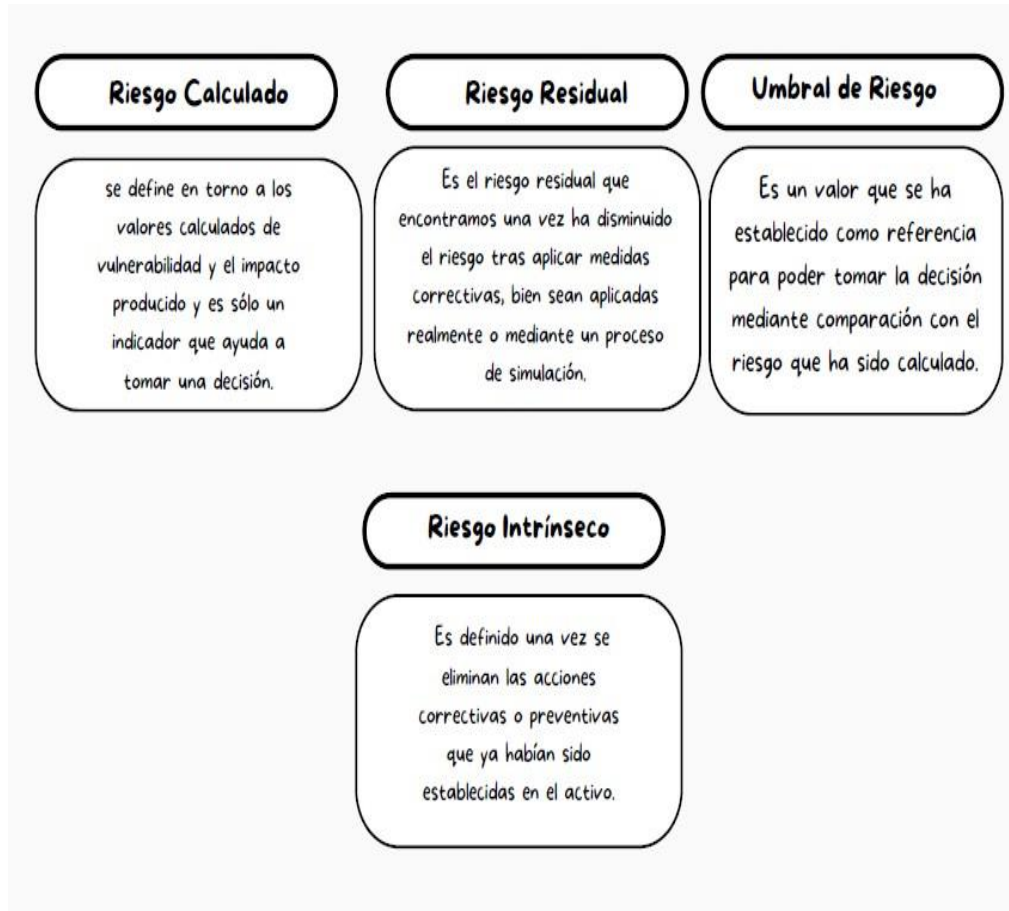 Riesgo Calculado
se define en torno a los
valores calculados de
vulnerabilidad y el impacto
producido y es sólo un
indicador que ayuda a
tomar una decisión.
Riesgo Residual
Es el riesgo residual que
encontramos una vez ha disminuido
el riesgo tras aplicar medidas
correctivas, bien sean aplicadas
realmente o mediante un proceso
de simulación.
Umbral de Riesgo
Es un valor que se ha
establecido como referencia
para poder tomar la decisión
mediante comparación con el
riesgo que ha sido calculado.
Riesgo Intrínseco
Es definido una vez se
eliminan las acciones
correctivas o preventivas
que ya habían sido
establecidas en el activo.